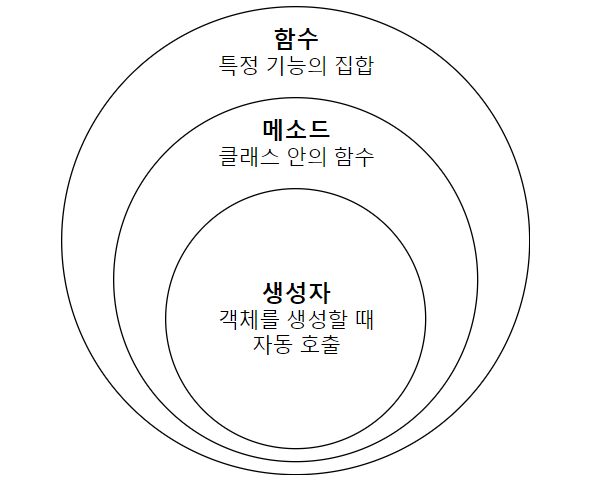 함수
특정 기능의 집합
메소드
클래스 안의 함수
생성자
객체를 생성할 때
자동 호출